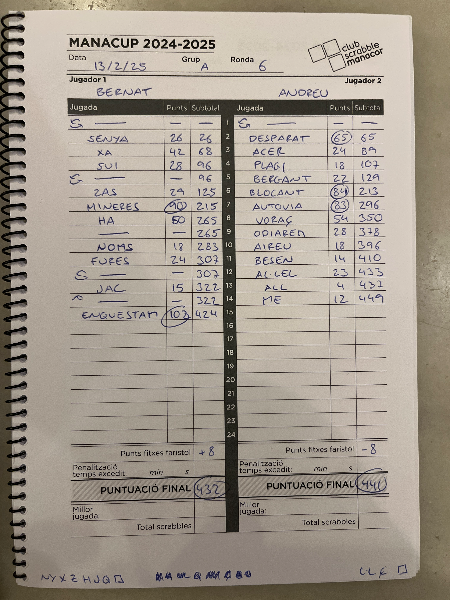 MANACUP 2024-2025
club
scrabble
manacor
Data 13/2/25 Grup A Ronda 6
Jugador 1 Jugador 2
BERNAT ANDREU
Jugada Punts Subtotal Jugada Punts Subtotal
— 1 —
SENYA 26 26 2 DESPARAT 65 65
XA 42 68 3 ACER 24 89
SUI 28 96 4 PLAGI 18 107
— — 96 5 BERGANT 22 129
ZAS 29 125 6 BLOCANT 84 213
MINERES 90 215 7 AUTOVIA 83 296
HA 50 265 8 VORAÇ 54 350
— 265 9 ODIAREN 28 378
NOMS 18 283 10 AIREU 18 396
FURES 24 307 11 BESEN 14 410
— 307 12 AL·LEL 23 433
JAC 15 322 13 ALL 4 437
— 322 14 ME 12 449
ENQUESTAM 102 424 15
16
17
18
19
20
21
22
23
24
Punts fitxes faristol +8 Punts fitxes faristol -8
Penalització temps excedit: min s Penalització temps excedit: min s
PUNTUACIÓ FINAL 432 PUNTUACIÓ FINAL 441
Millor jugada: Millor jugada:
Total scrabbles Total scrabbles